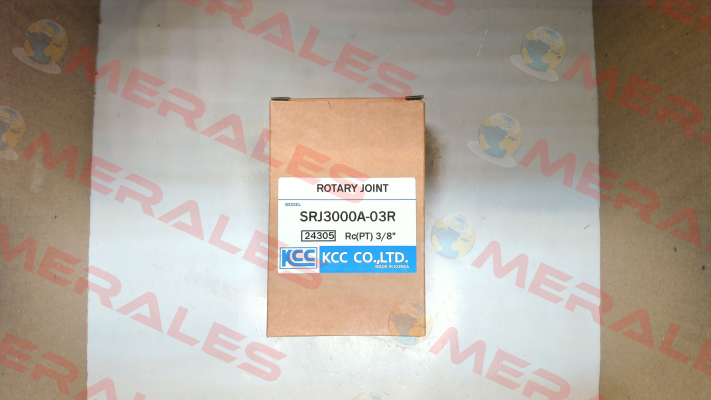 ROTARY JOINT
MODEL
SRJ3000A-03R
24305 Rc(PT) 3/8"
KCC KCC CO.,LTD.
MADE IN KOREA
MERALES
MERALES
MERALES
MERALES
MERALES
MERALES